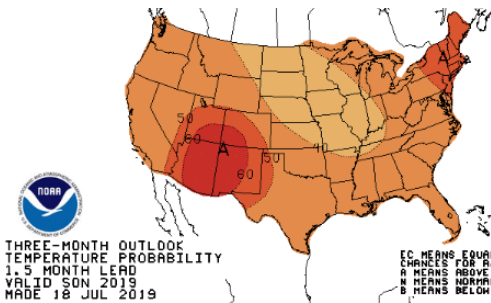 A
50
60
A
40
50
60
NOAA
THREE-MONTH OUTLOOK
TEMPERATURE PROBABILITY
1.5 MONTH LEAD
VALID SON 2019
MADE 18 JUL 2019
EC MEANS EQUA
CHANCES FOR A
A MEANS ABOVE
N MEANS NORMA
B MEANS BELOW